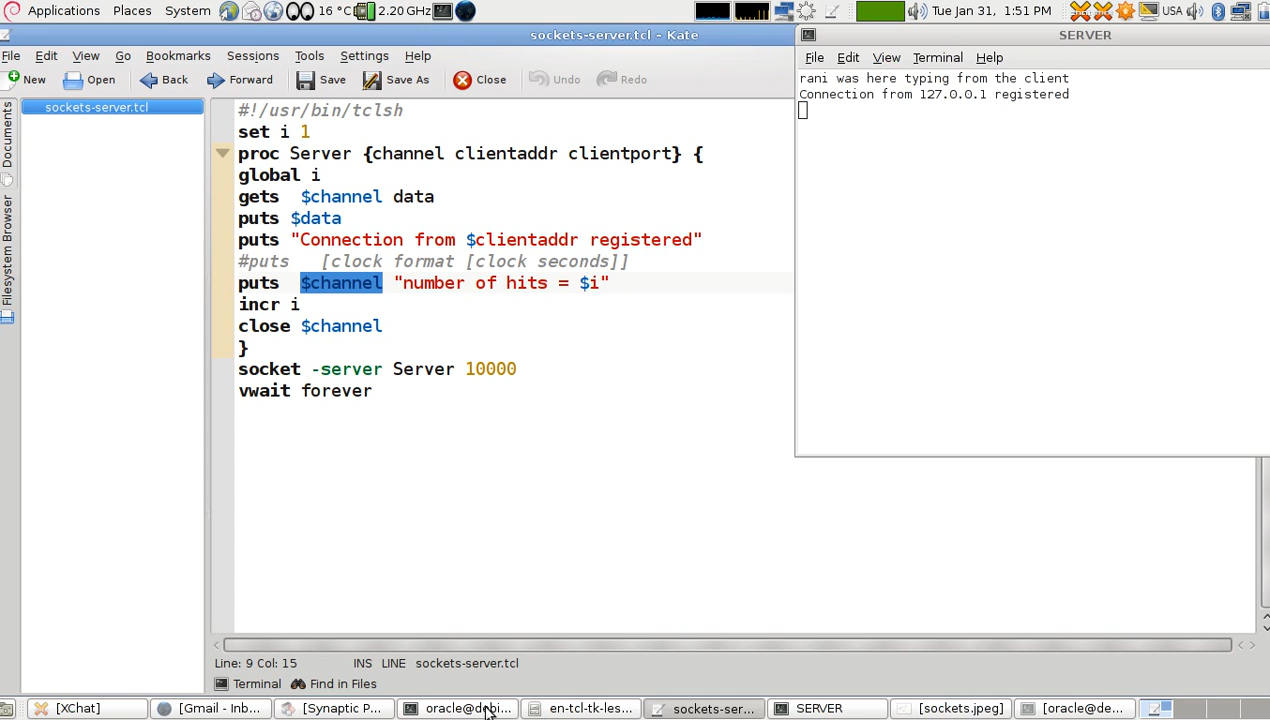 Applications Places System 16 °C 2.20 GHz Tue Jan 31, 1:51 PM USA
sockets-server.tcl - Kate
SERVER
File Edit View Go Bookmarks Sessions Tools Settings Help
File Edit View Terminal Help
New Open Back Forward Save Save As Close Undo Redo
rani was here typing from the client
Connection from 127.0.0.1 registered
Documents
Filesystem Browser
sockets-server.tcl
#!/usr/bin/tclsh
set i 1
proc Server {channel clientaddr clientport} {
global i
gets  $channel data
puts $data
puts "Connection from $clientaddr registered"
#puts   [clock format [clock seconds]]
puts  $channel "number of hits = $i"
incr i
close $channel
}
socket -server Server 10000
vwait forever
Line: 9 Col: 15 INS LINE sockets-server.tcl
Terminal Find in Files
[XChat] [Gmail - Inb... [Synaptic P... oracle@debi... en-tcl-tk-les... sockets-ser... SERVER [sockets.jpeg] [oracle@de...